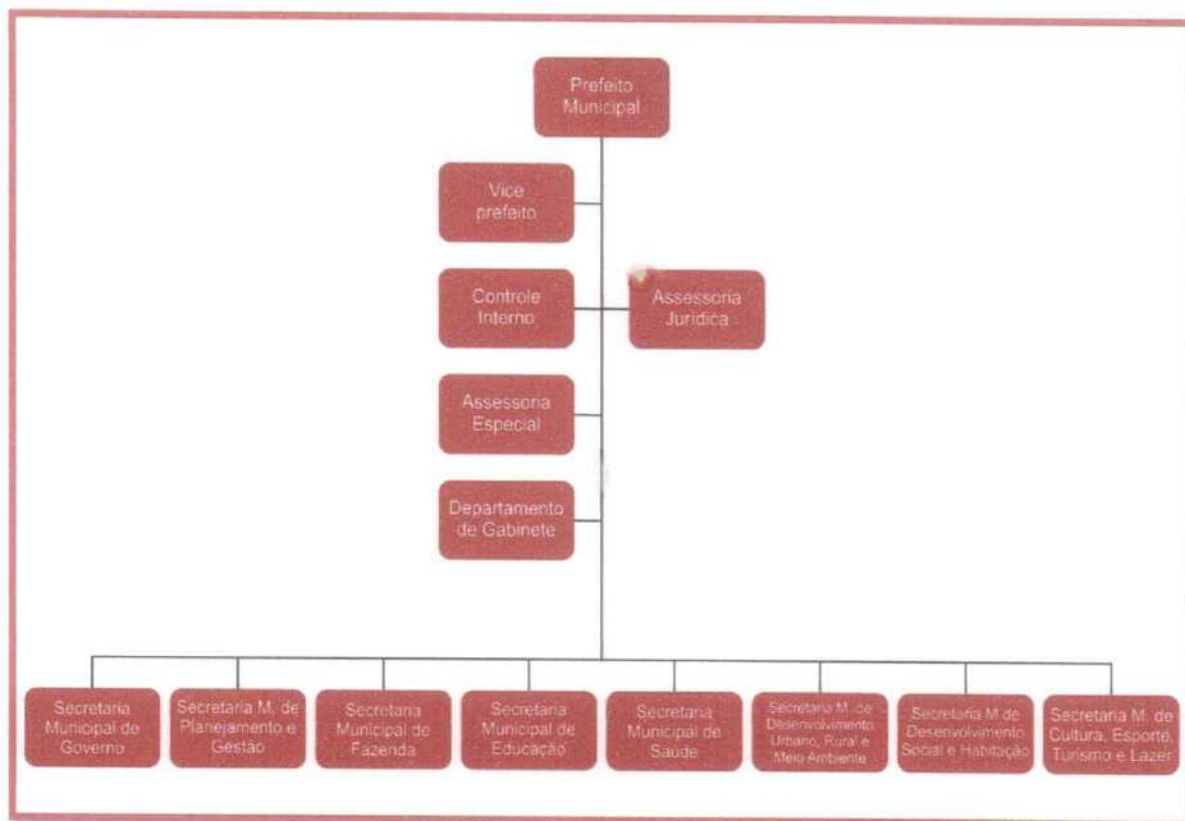 Prefeito
Municipal
Vice
prefeito
Controle
Interno
Assessoria
Jurídica
Assessoria
Especial
Departamento
de Gabinete
Secretaria
Municipal de
Governo
Secretaria M. de
Planejamento e
Gestão
Secretaria
Municipal de
Fazenda
Secretaria
Municipal de
Educação
Secretaria
Municipal de
Saúde
Secretaria M. de
Desenvolvimento
Urbano, Rural e
Meio Ambiente
Secretaria M de
Desenvolvimento
Social e Habitação
Secretaria M. de
Cultura, Esporte,
Turismo e Lazer